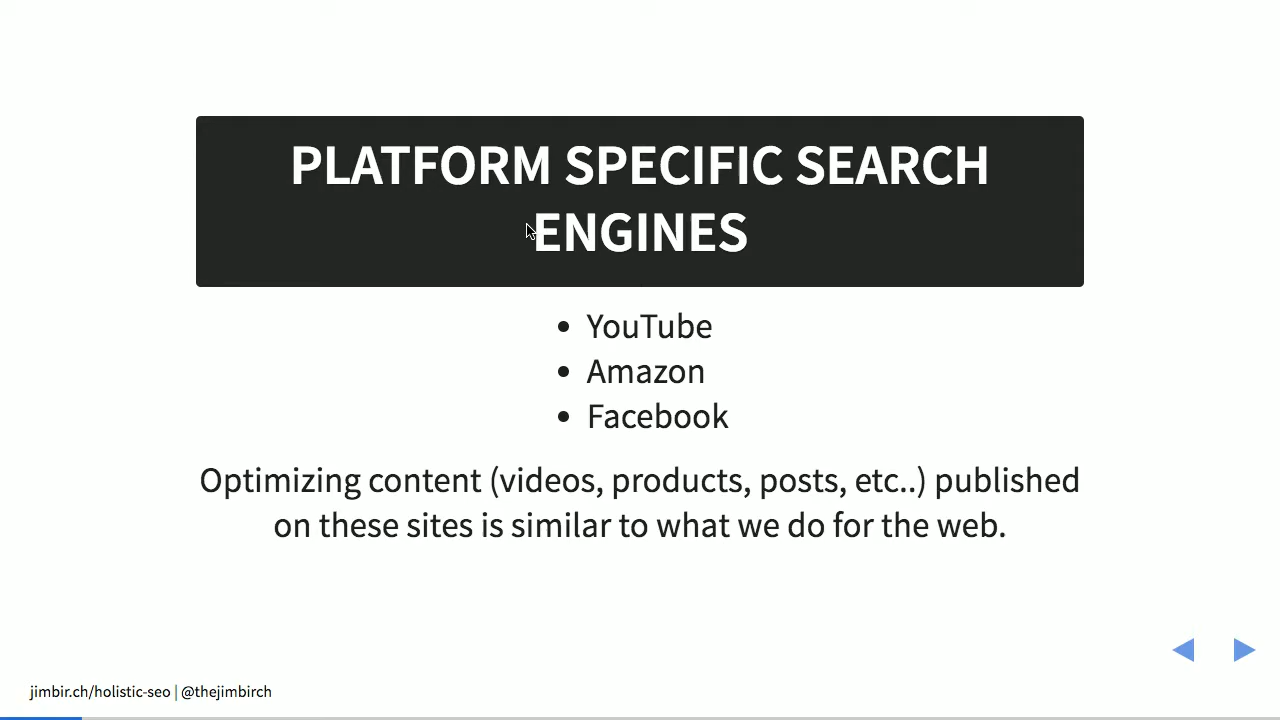 PLATFORM SPECIFIC SEARCH
ENGINES
• YouTube
• Amazon
• Facebook
Optimizing content (videos, products, posts, etc..) published
on these sites is similar to what we do for the web.
jimbir.ch/holistic-seo | @thejimbirch